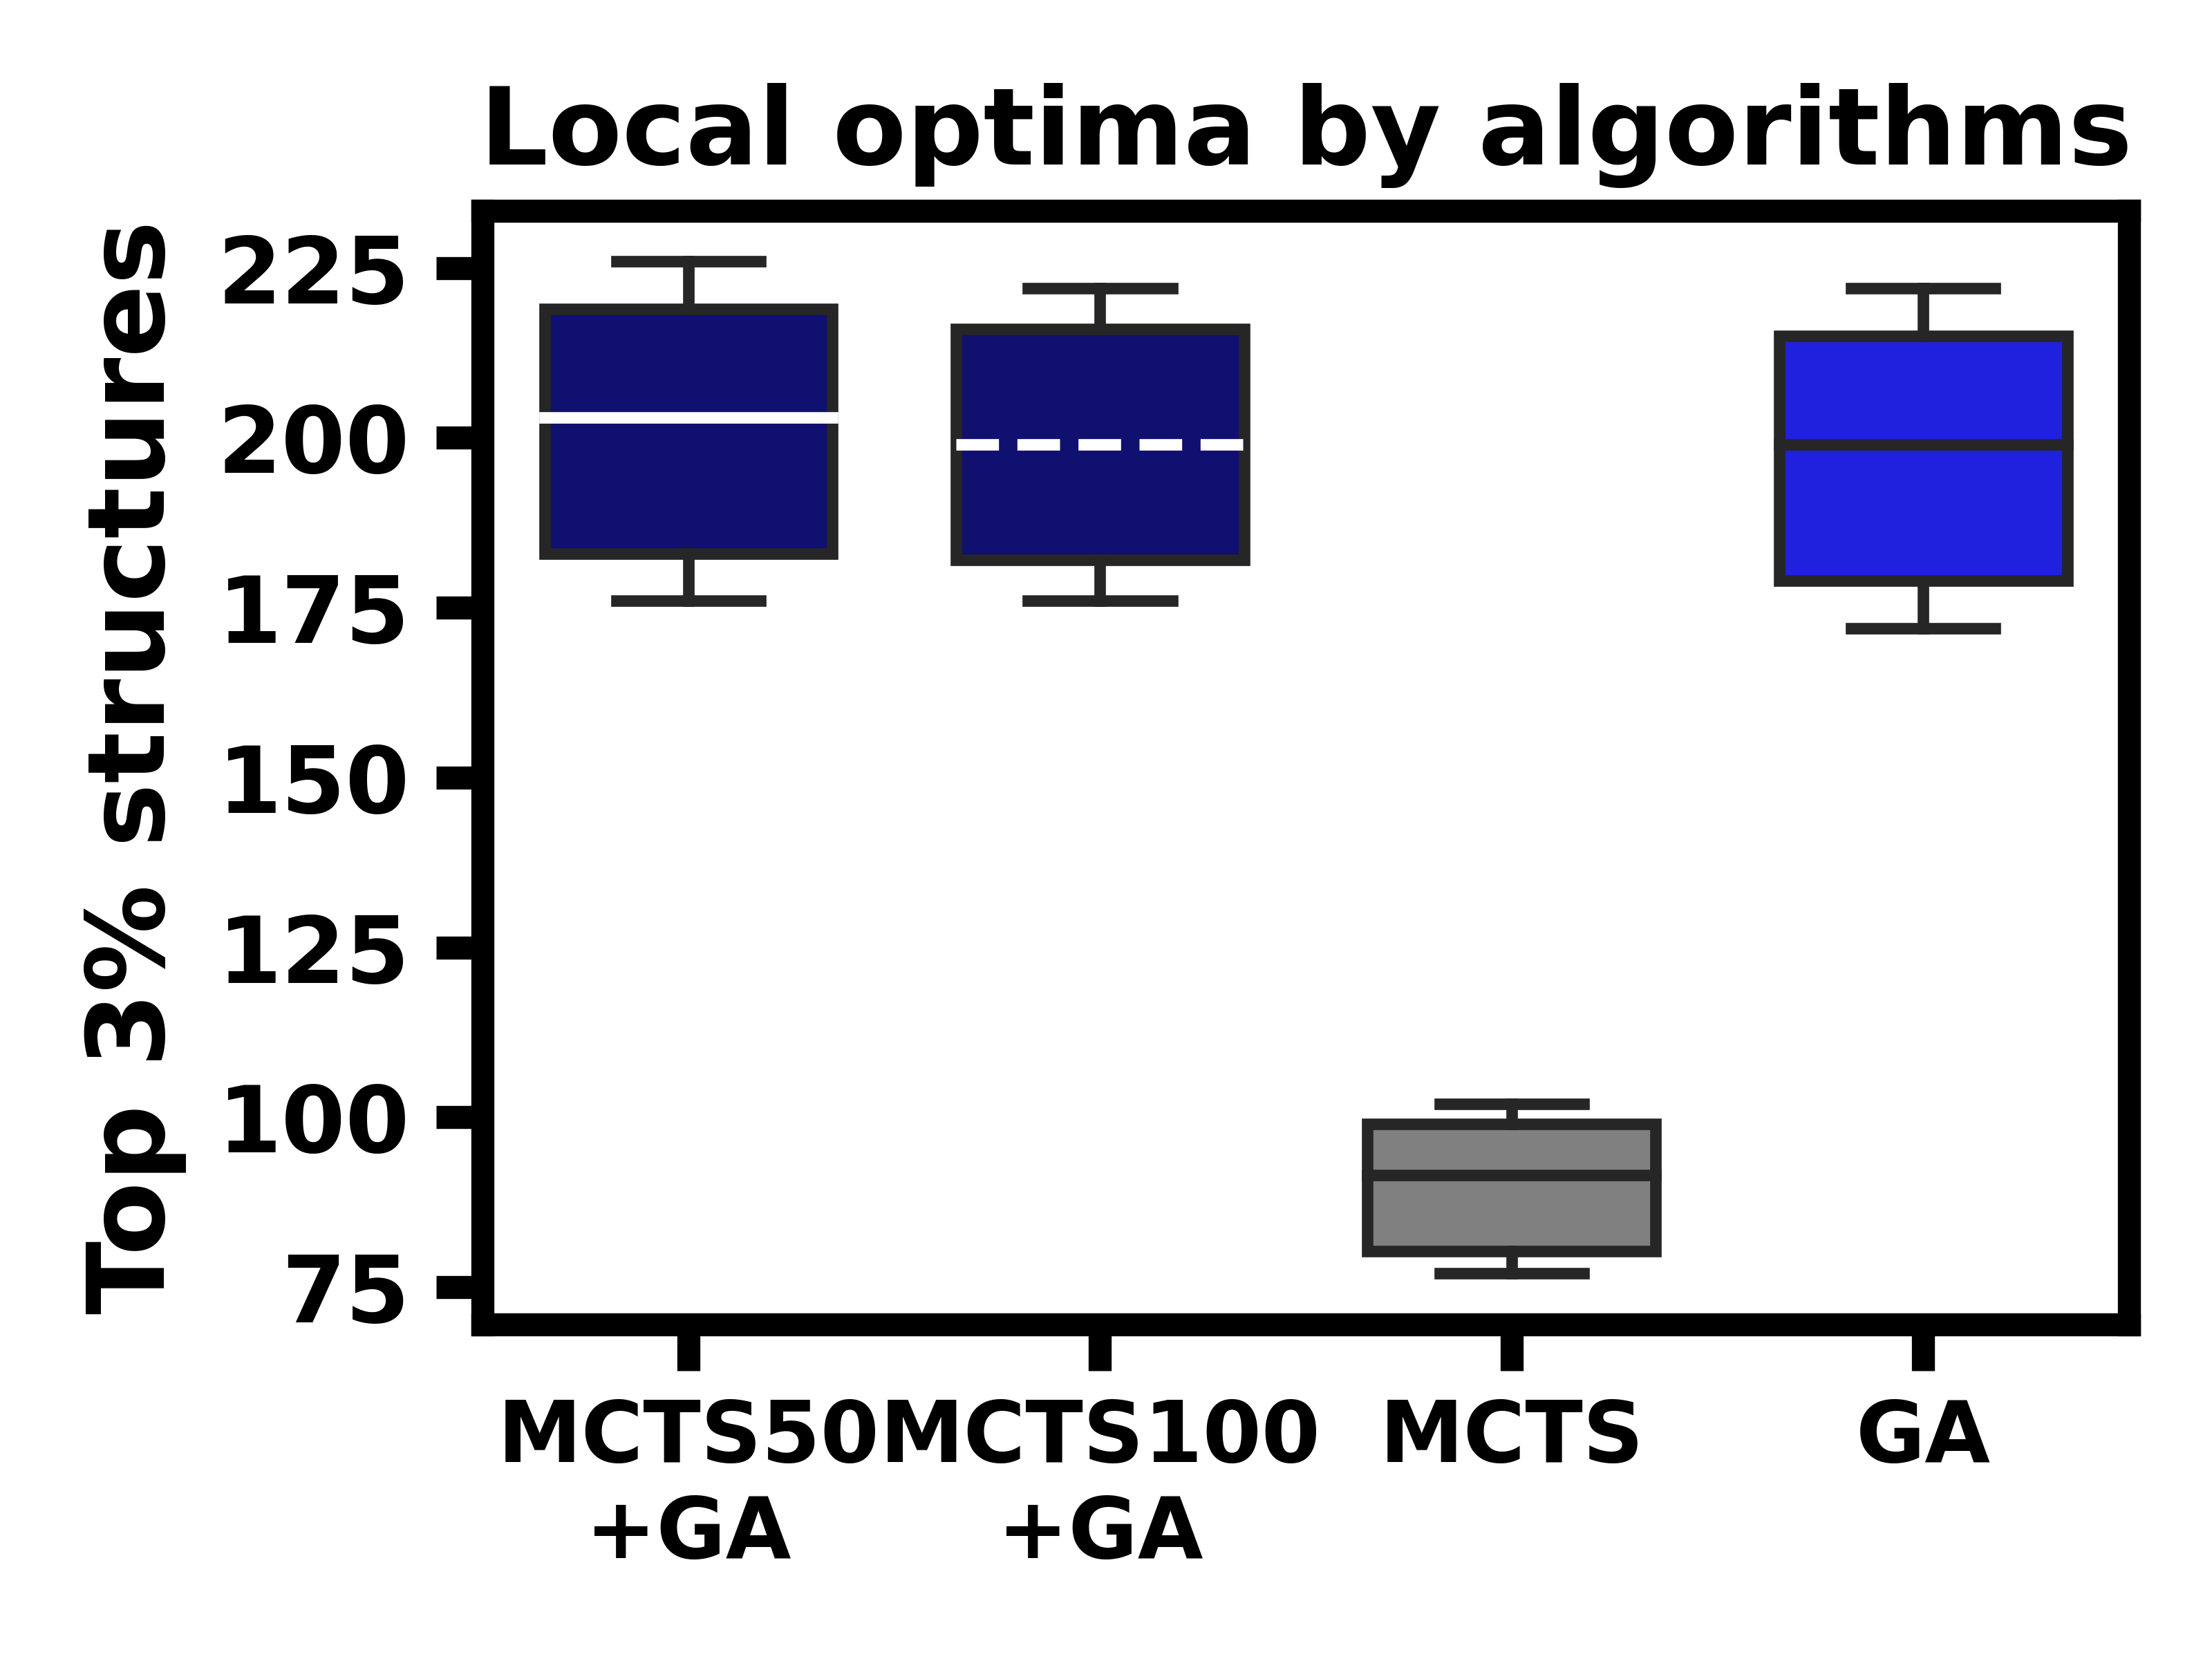 Local optima by algorithms
Top 3% structures
225
200
175
150
125
100
75
MCTS50
+GA
MCTS100
+GA
MCTS
GA